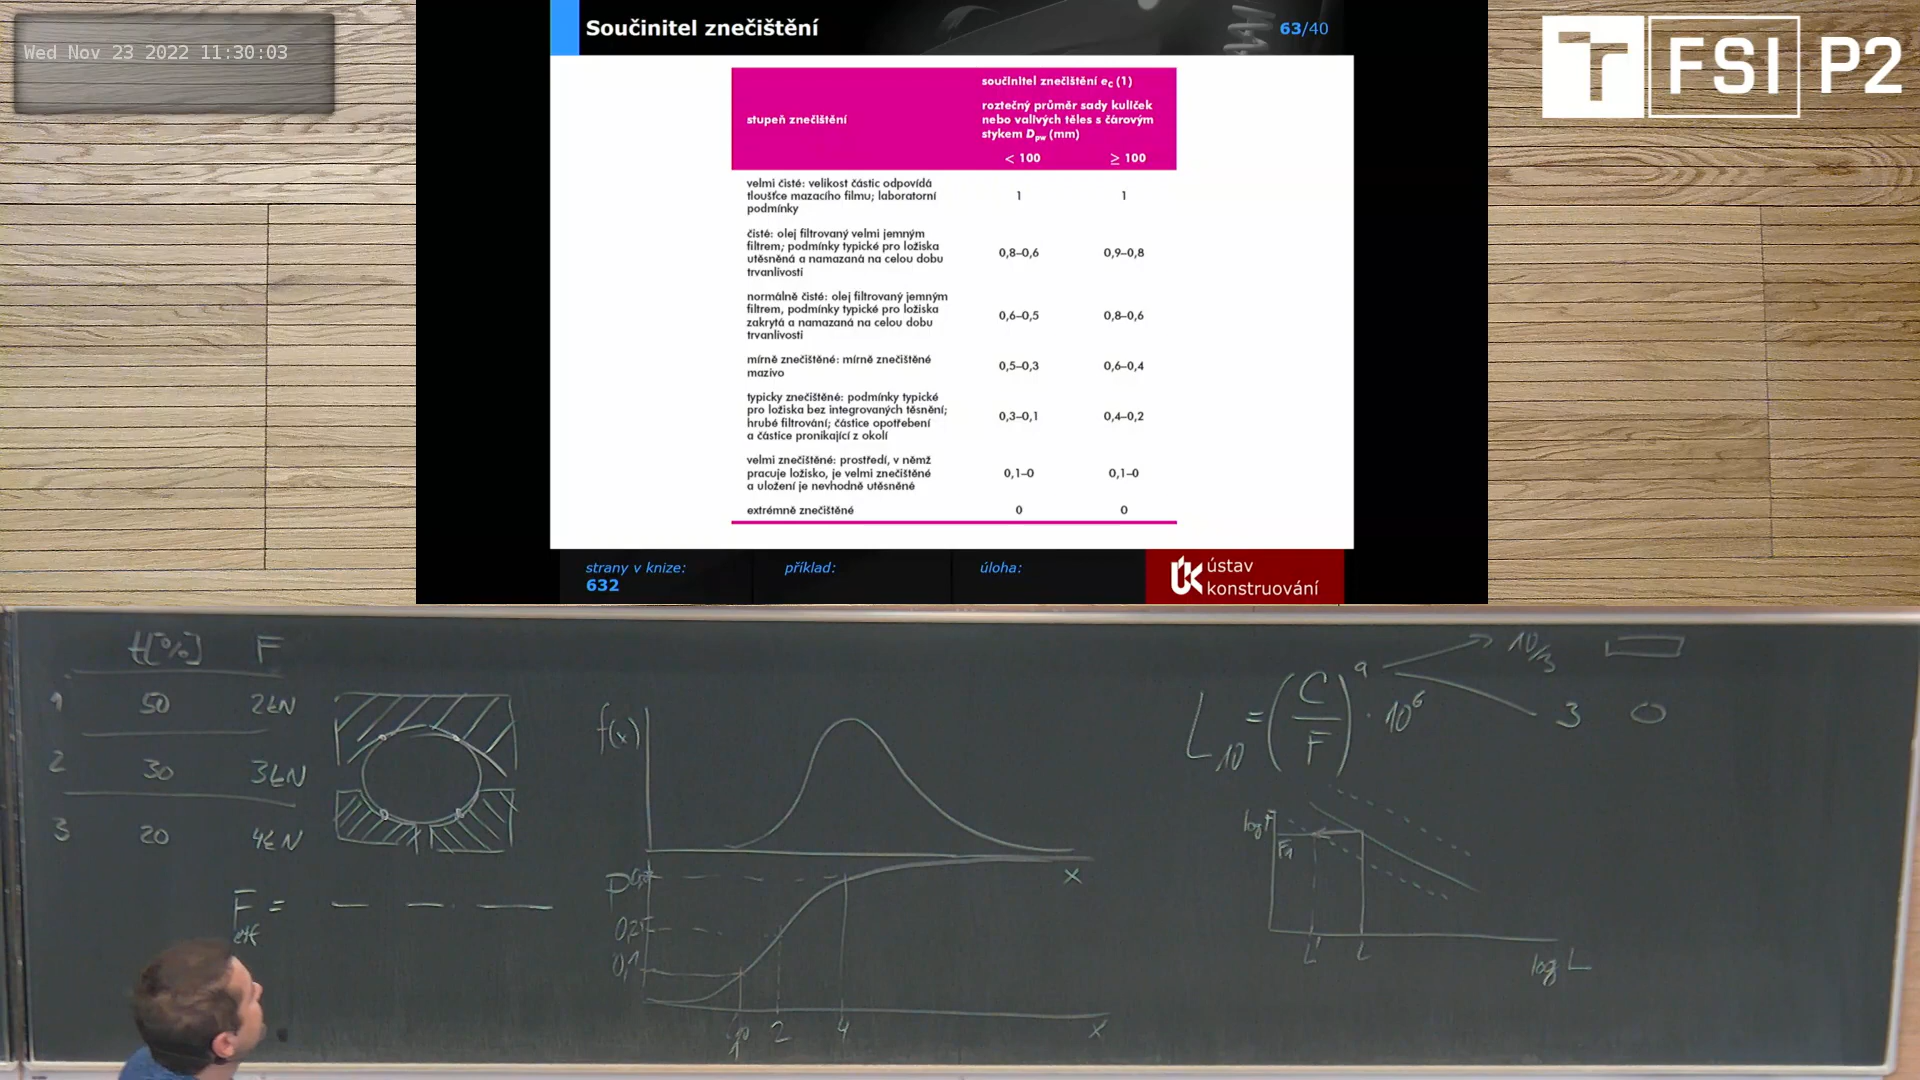 Wed Nov 23 2022 11:30:03
Součinitel znečištění
63/40
FSI P2
součinitel znečištění eC (1)
stupeň znečištění
roztečný průměr sady kuliček
nebo valivých těles s čárovým
stykem Dpw (mm)
< 100 ≥ 100
velmi čisté: velikost částic odpovídá
tloušťce mazacího filmu; laboratorní
podmínky
1 1
čisté: olej filtrovaný velmi jemným
filtrem; podmínky typické pro ložiska
utěsněná a namazaná na celou dobu
trvanlivosti
0,8–0,6 0,9–0,8
normálně čisté: olej filtrovaný jemným
filtrem, podmínky typické pro ložiska
zakrytá a namazaná na celou dobu
trvanlivosti
0,6–0,5 0,8–0,6
mírně znečištěné: mírně znečištěné
mazivo
0,5–0,3 0,6–0,4
typicky znečištěné: podmínky typické
pro ložiska bez integrovaných těsnění;
hrubé filtrování; částice opotřebení
a částice pronikající z okolí
0,3–0,1 0,4–0,2
velmi znečištěné: prostředí, v němž
pracuje ložisko, je velmi znečištěné
a uložení je nevhodně utěsněné
0,1–0 0,1–0
extrémně znečištěné
0 0
strany v knize:
632
příklad:
úloha:
ústav
konstruování
t[%] F
1 50 2kN
2 30 3kN
3 20 4kN
Feff =
f(x)
x
P
0,1
2 4
x
L10 = (C/F)^a · 10^6
10/3
3
log F
F1
L' L
log L